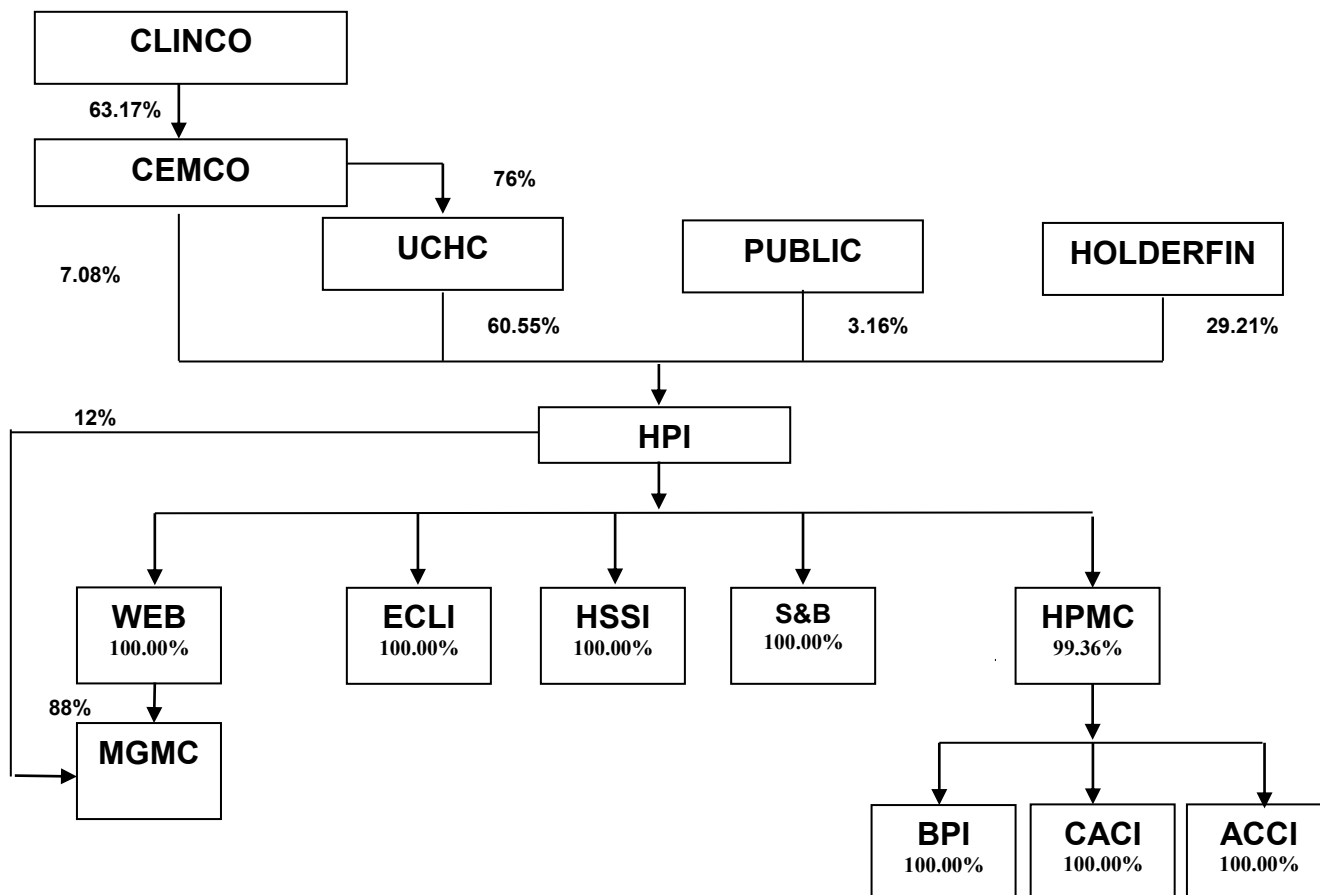 CLINCO
63.17%
CEMCO
76%
UCHC
PUBLIC
HOLDERFIN
7.08%
60.55%
3.16%
29.21%
12%
HPI
WEB
100.00%
ECLI
100.00%
HSSI
100.00%
S&B
100.00%
HPMC
99.36%
88%
MGMC
BPI
100.00%
CACI
100.00%
ACCI
100.00%